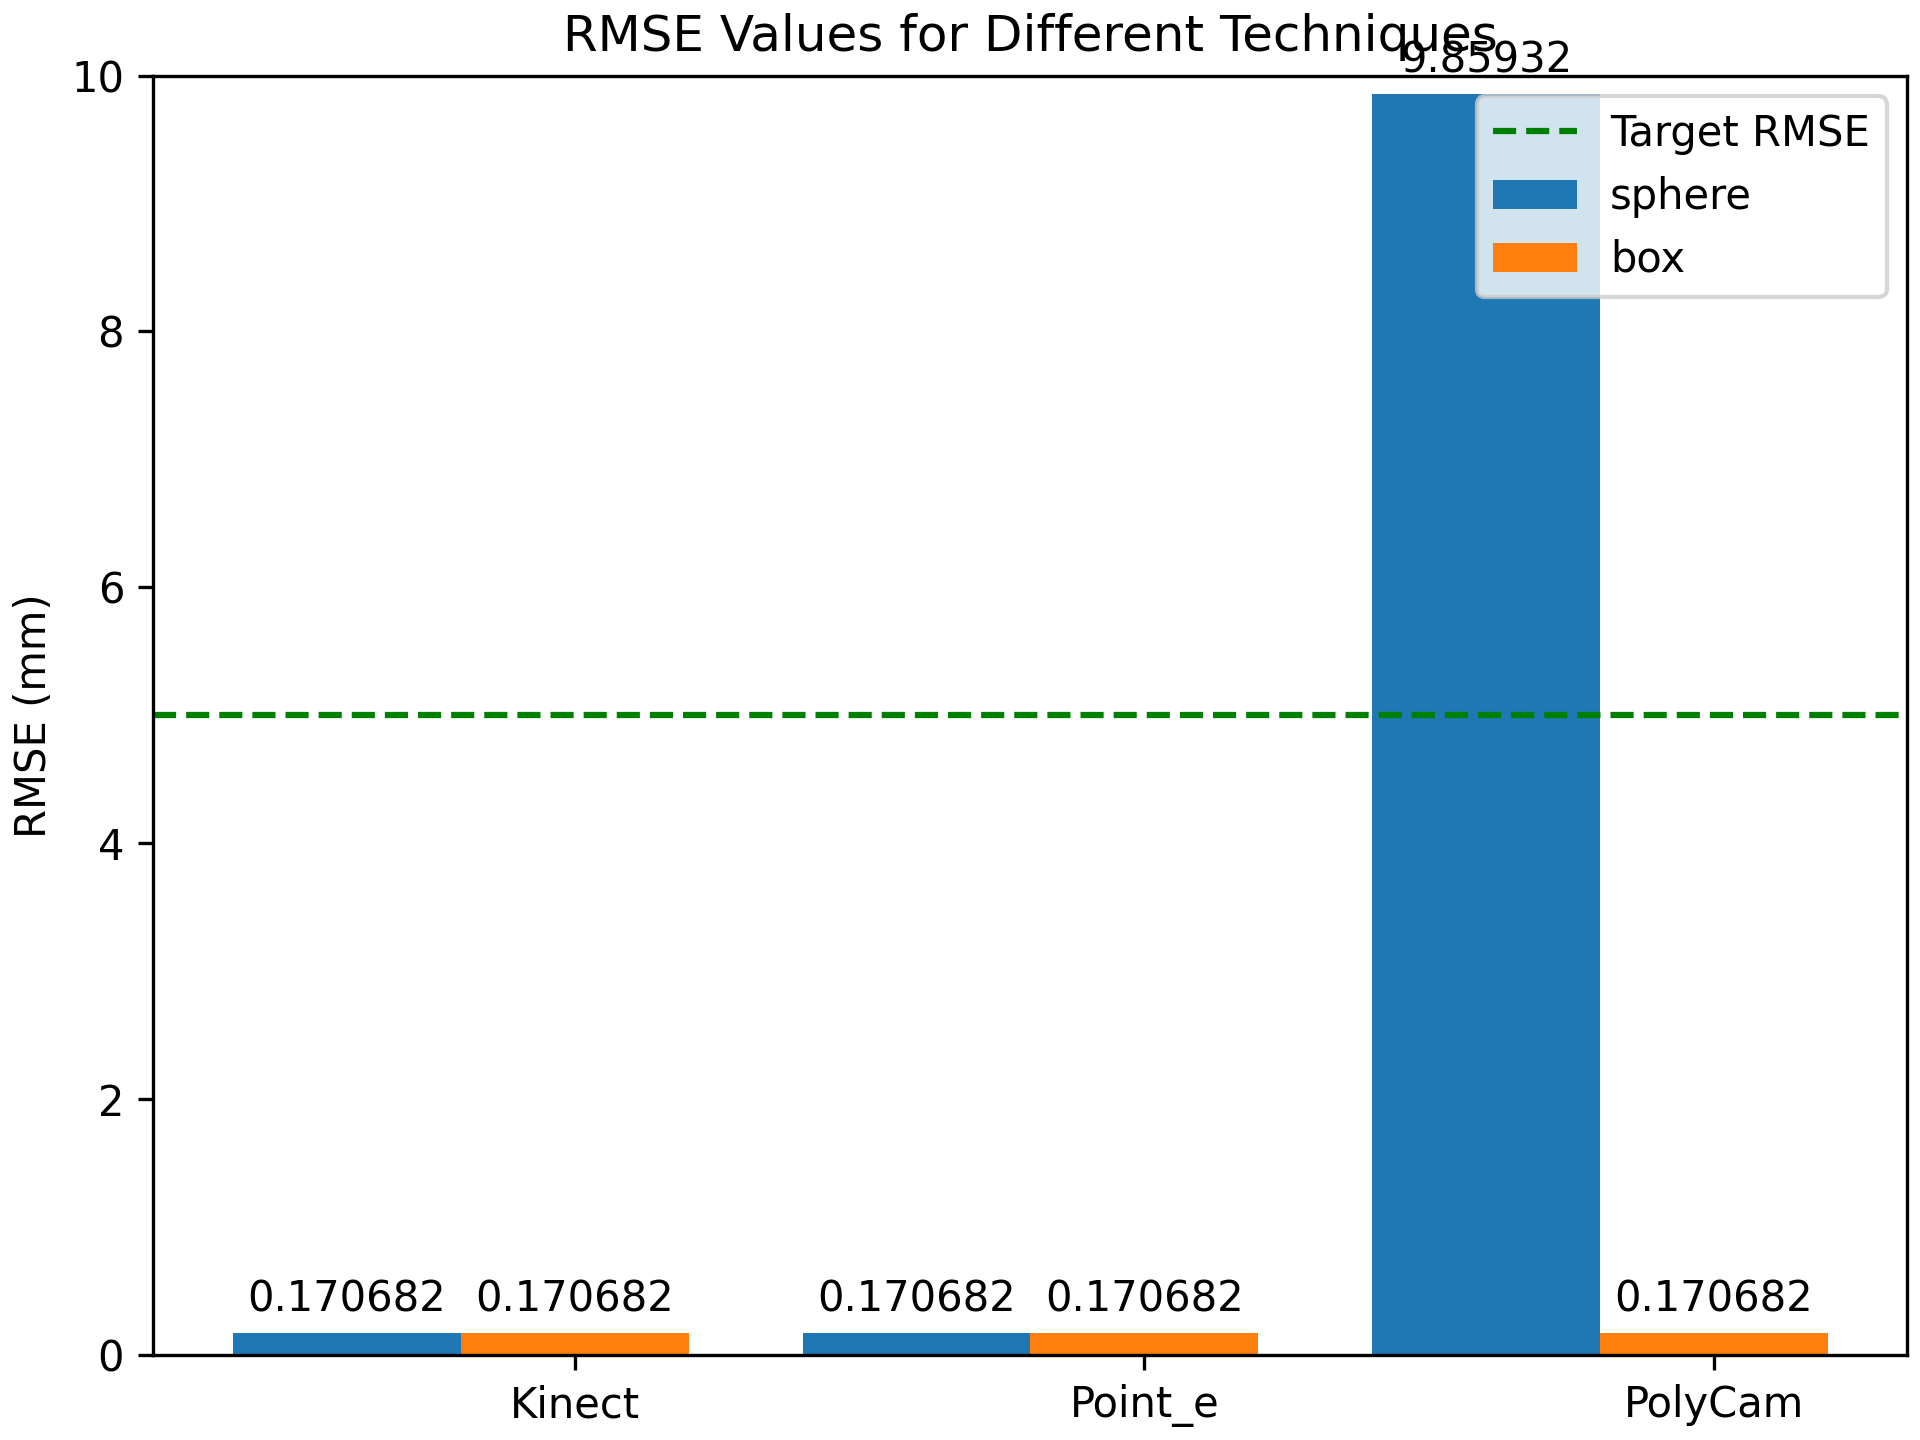 RMSE Values for Different Techniques
9.85932
10
8
6
4
2
0
RMSE (mm)
Target RMSE
sphere
box
0.170682 0.170682 0.170682 0.170682 0.170682
Kinect Point_e PolyCam